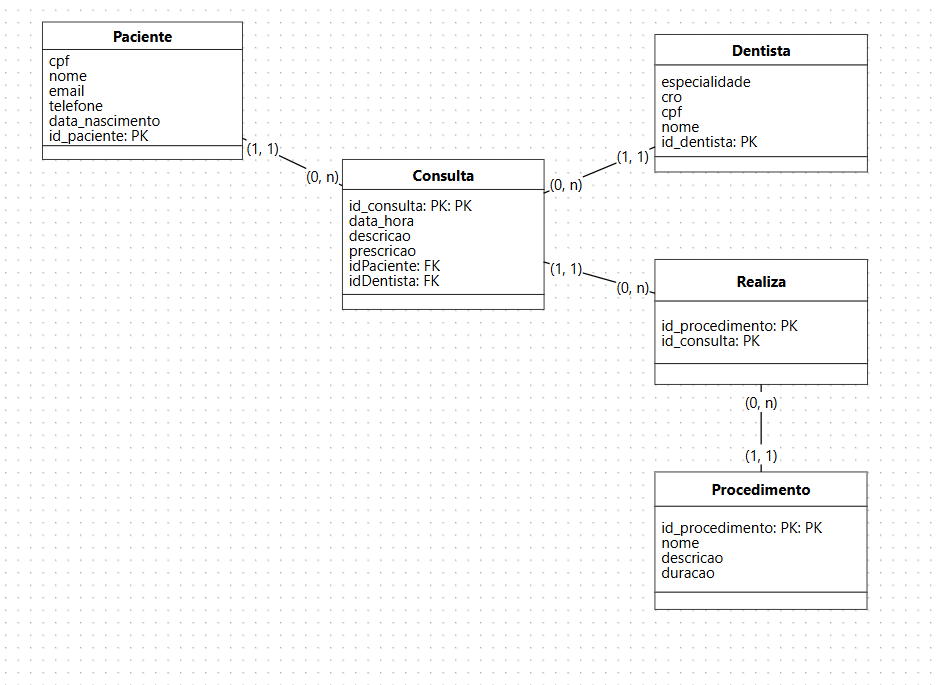 Paciente
cpf
nome
email
telefone
data_nascimento
id_paciente: PK
(1, 1)
(0, n)
Consulta
id_consulta: PK: PK
data_hora
descricao
prescricao
idPaciente: FK
idDentista: FK
(0, n)
(1, 1)
Dentista
especialidade
cro
cpf
nome
id_dentista: PK
(1, 1)
(0, n)
Realiza
id_procedimento: PK
id_consulta: PK
(0, n)
(1, 1)
Procedimento
id_procedimento: PK: PK
nome
descricao
duracao